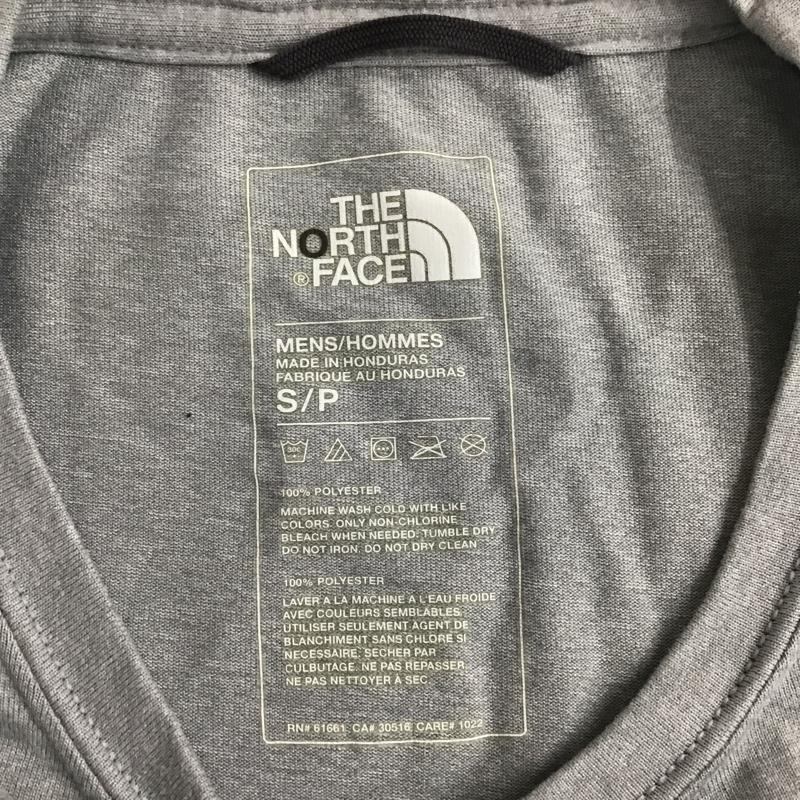 THE
NORTH
® FACE
MENS/HOMMES
MADE IN HONDURAS
FABRIQUE AU HONDURAS
S/P
30C
100% POLYESTER
MACHINE WASH COLD WITH LIKE
COLORS. ONLY NON-CHLORINE
BLEACH WHEN NEEDED. TUMBLE DRY
DO NOT IRON. DO NOT DRY CLEAN
100% POLYESTER
LAVER A LA MACHINE A L'EAU FROIDE
AVEC COULEURS SEMBLABLES.
UTILISER SEULEMENT AGENT DE
BLANCHIMENT SANS CHLORE SI
NECESSAIRE. SECHER PAR
CULBUTAGE. NE PAS REPASSER.
NE PAS NETTOYER À SEC
RN# 61661 CA# 30516 CARE# 1022